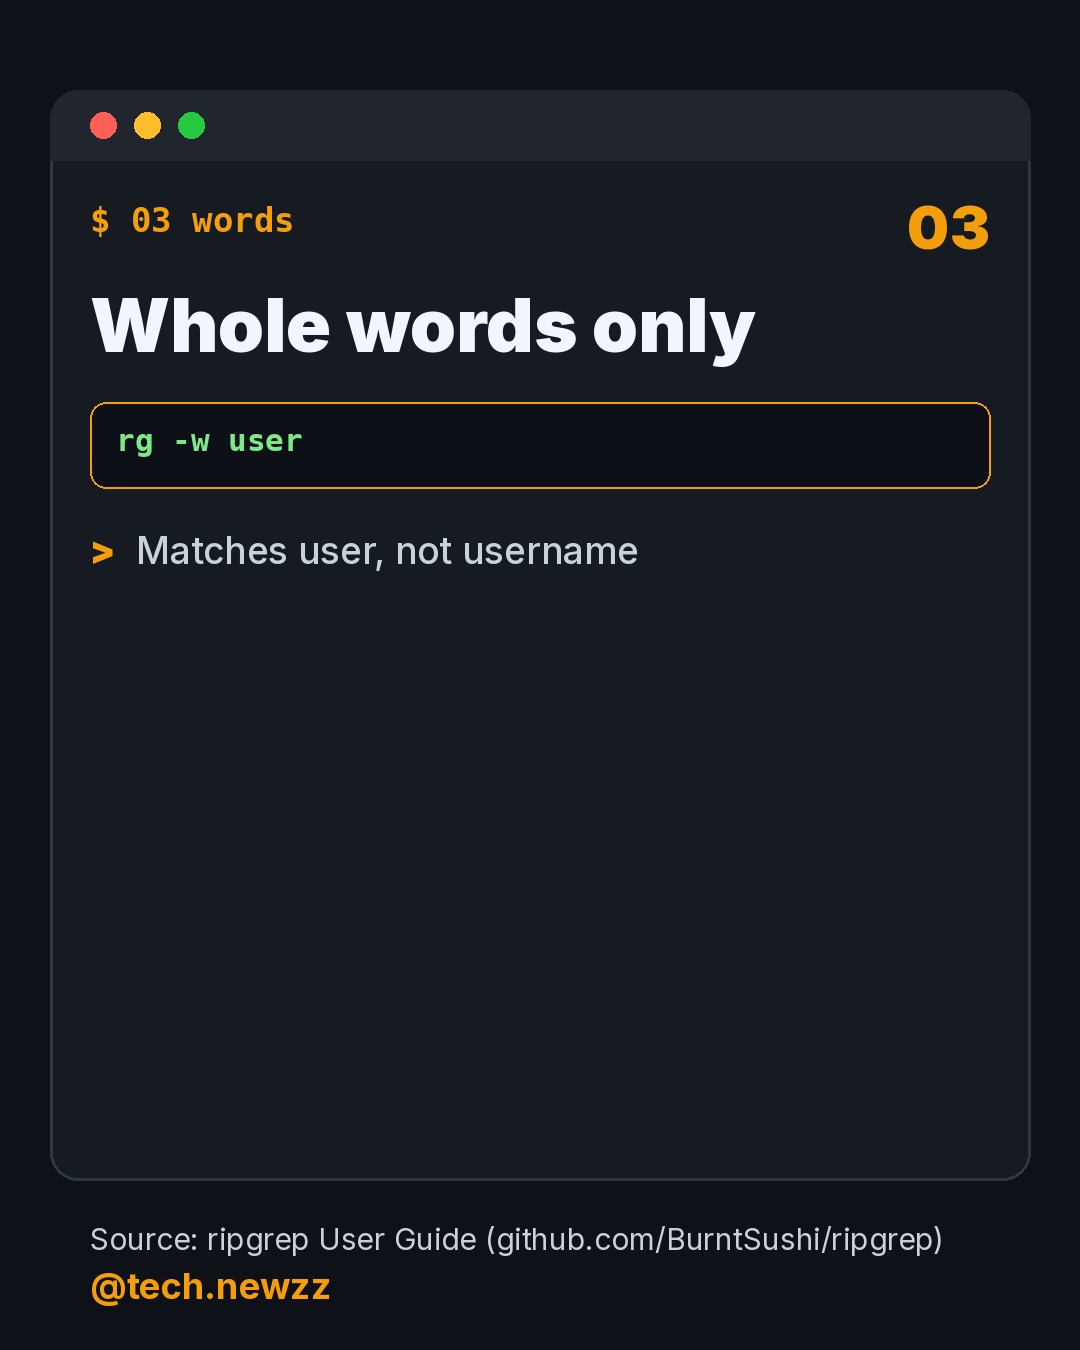 $ 03 words
03
Whole words only
rg -w user
> Matches user, not username
Source: ripgrep User Guide (github.com/BurntSushi/ripgrep)
@tech.newzz